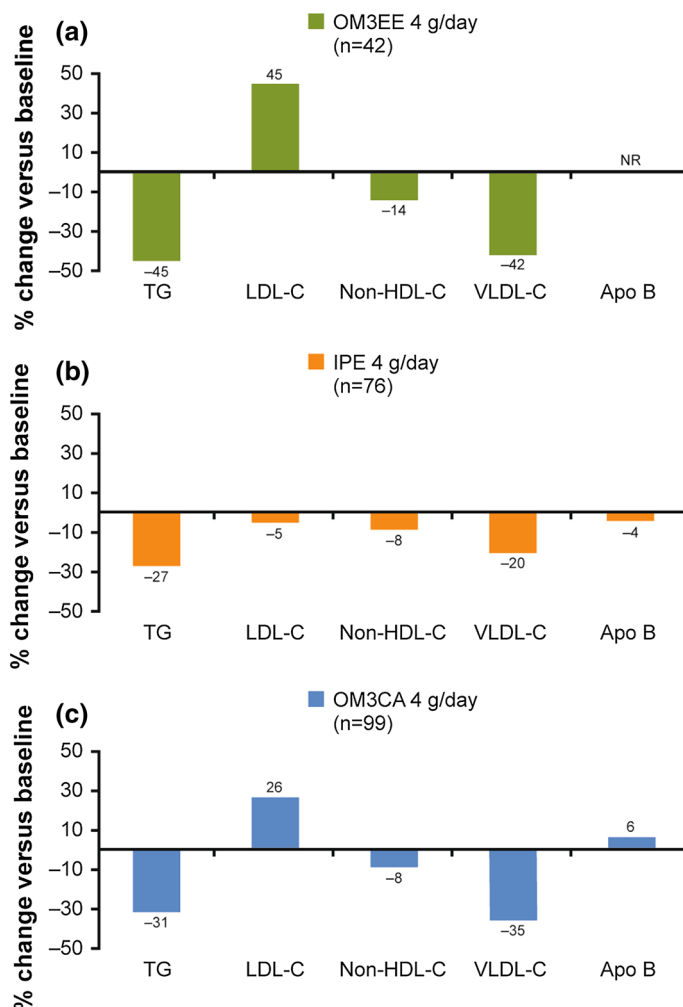 (a)
OM3EE 4 g/day
(n=42)
% change versus baseline
50
30
10
–10
–30
–50
45
NR
–14
–42
–45
TG LDL-C Non-HDL-C VLDL-C Apo B
(b)
IPE 4 g/day
(n=76)
% change versus baseline
50
30
10
–10
–30
–50
–5
–8
–4
–20
–27
TG LDL-C Non-HDL-C VLDL-C Apo B
(c)
OM3CA 4 g/day
(n=99)
% change versus baseline
50
30
10
–10
–30
–50
26
6
–8
–31
–35
TG LDL-C Non-HDL-C VLDL-C Apo B